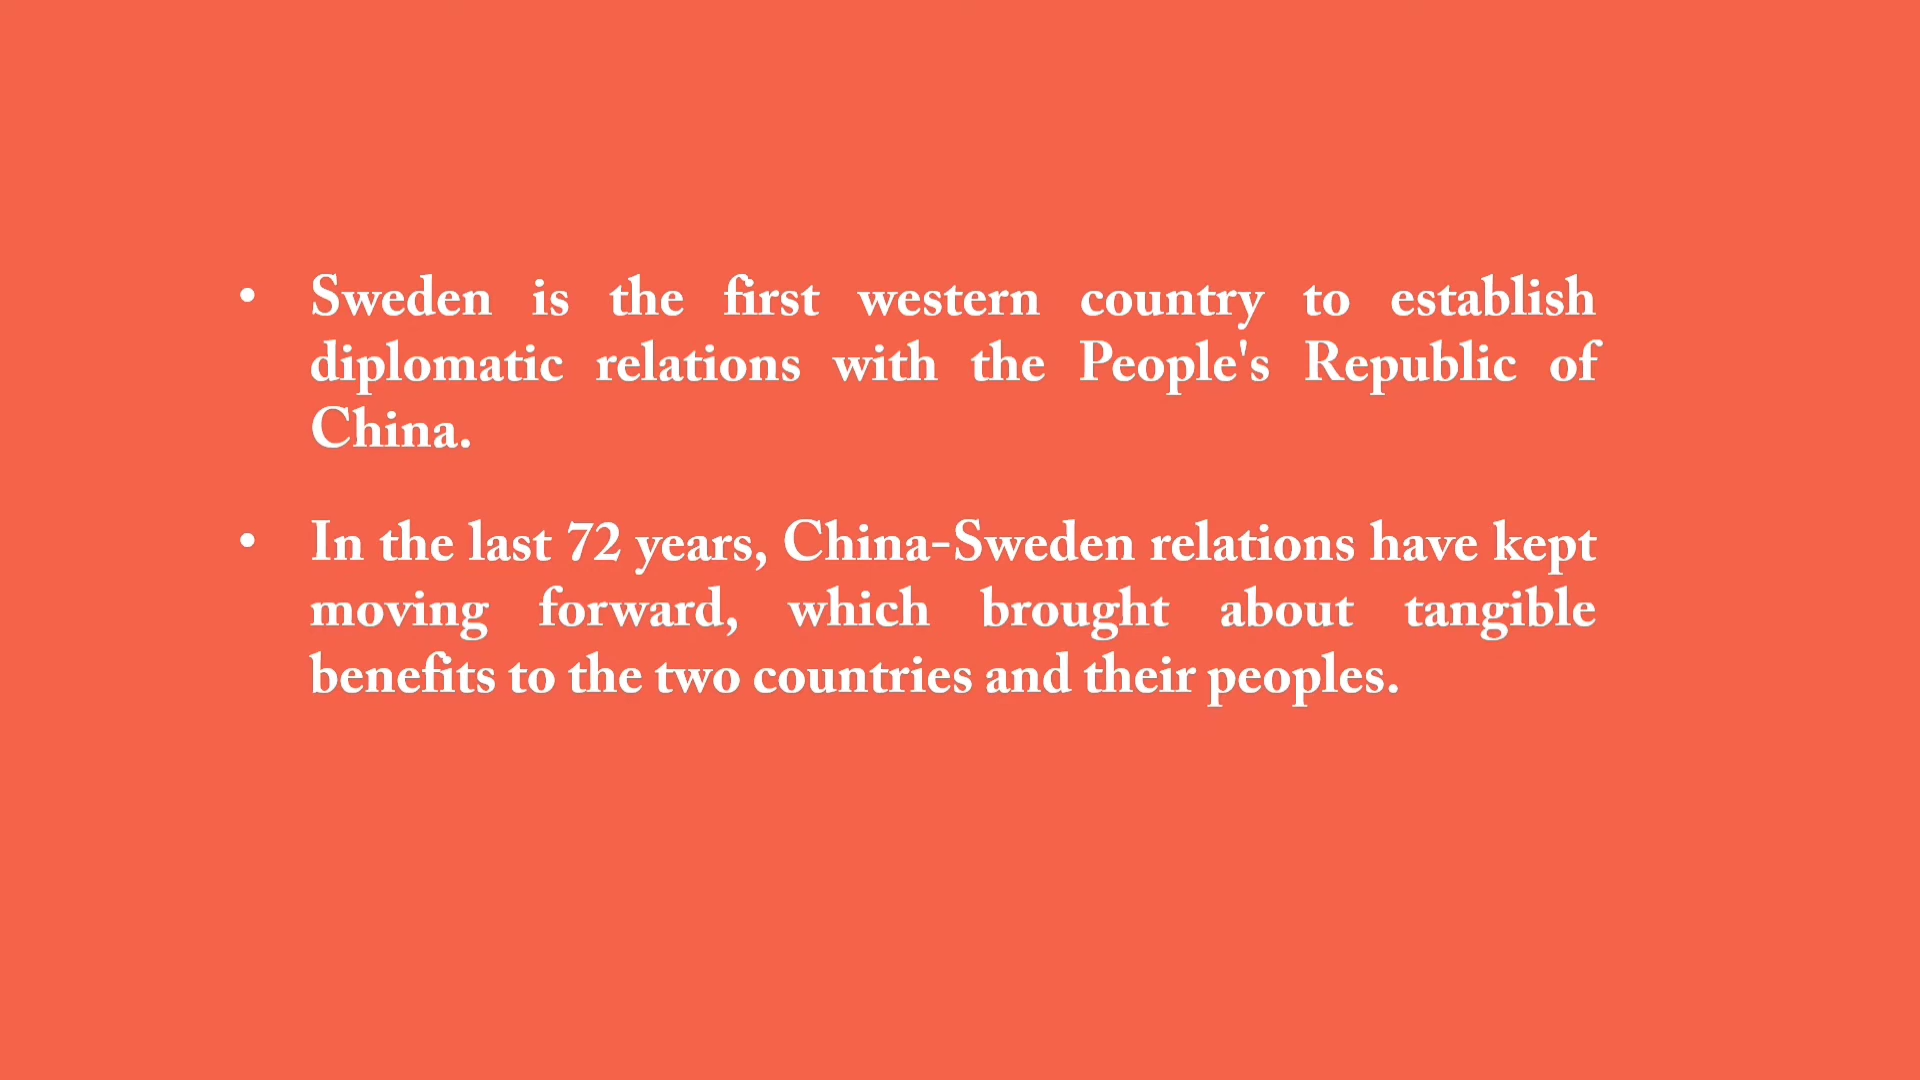 • Sweden is the first western country to establish
diplomatic relations with the People's Republic of
China.
• In the last 72 years, China-Sweden relations have kept
moving forward, which brought about tangible
benefits to the two countries and their peoples.